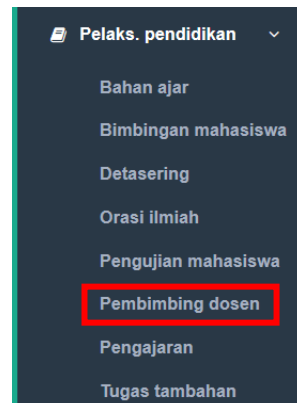 Pelaks. pendidikan
Bahan ajar
Bimbingan mahasiswa
Detasering
Orasi ilmiah
Pengujian mahasiswa
Pembimbing dosen
Pengajaran
Tugas tambahan